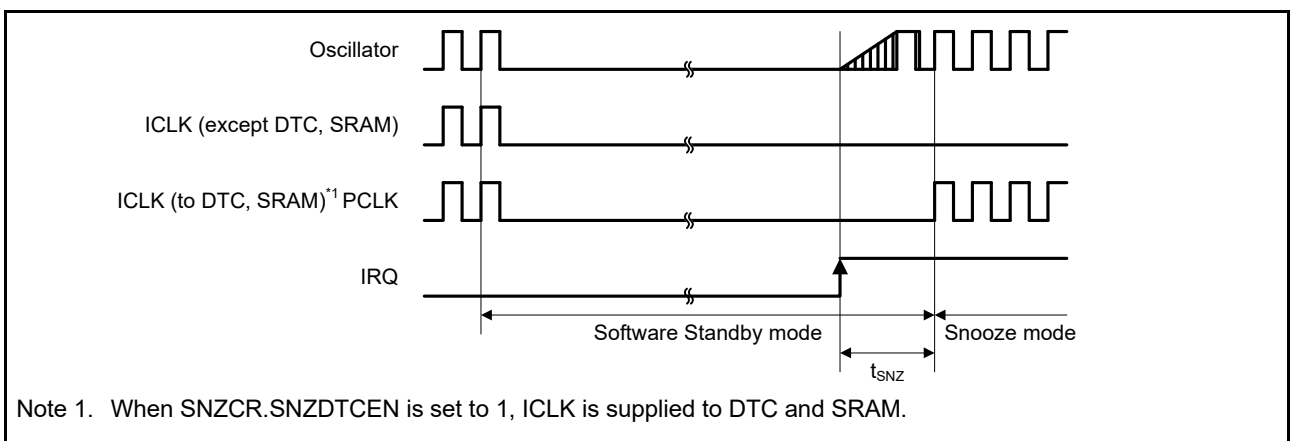 Oscillator
ICLK (except DTC, SRAM)
ICLK (to DTC, SRAM)*1 PCLK
IRQ
Software Standby mode
Snooze mode
tSNZ
Note 1. When SNZCR.SNZDTCEN is set to 1, ICLK is supplied to DTC and SRAM.